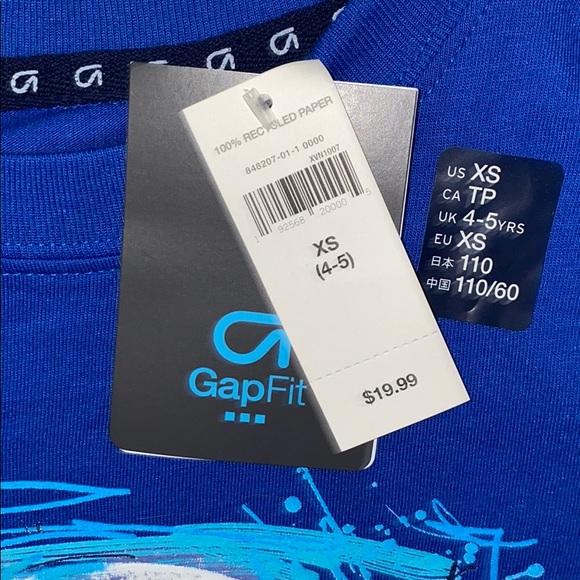 100% RECYCLED PAPER
848207-01-1 0000
XVN1007
1 92568 20000 5
XS
(4-5)
$19.99
GapFit
US XS
CA TP
UK 4-5YRS
EU XS
日本 110
中国 110/60